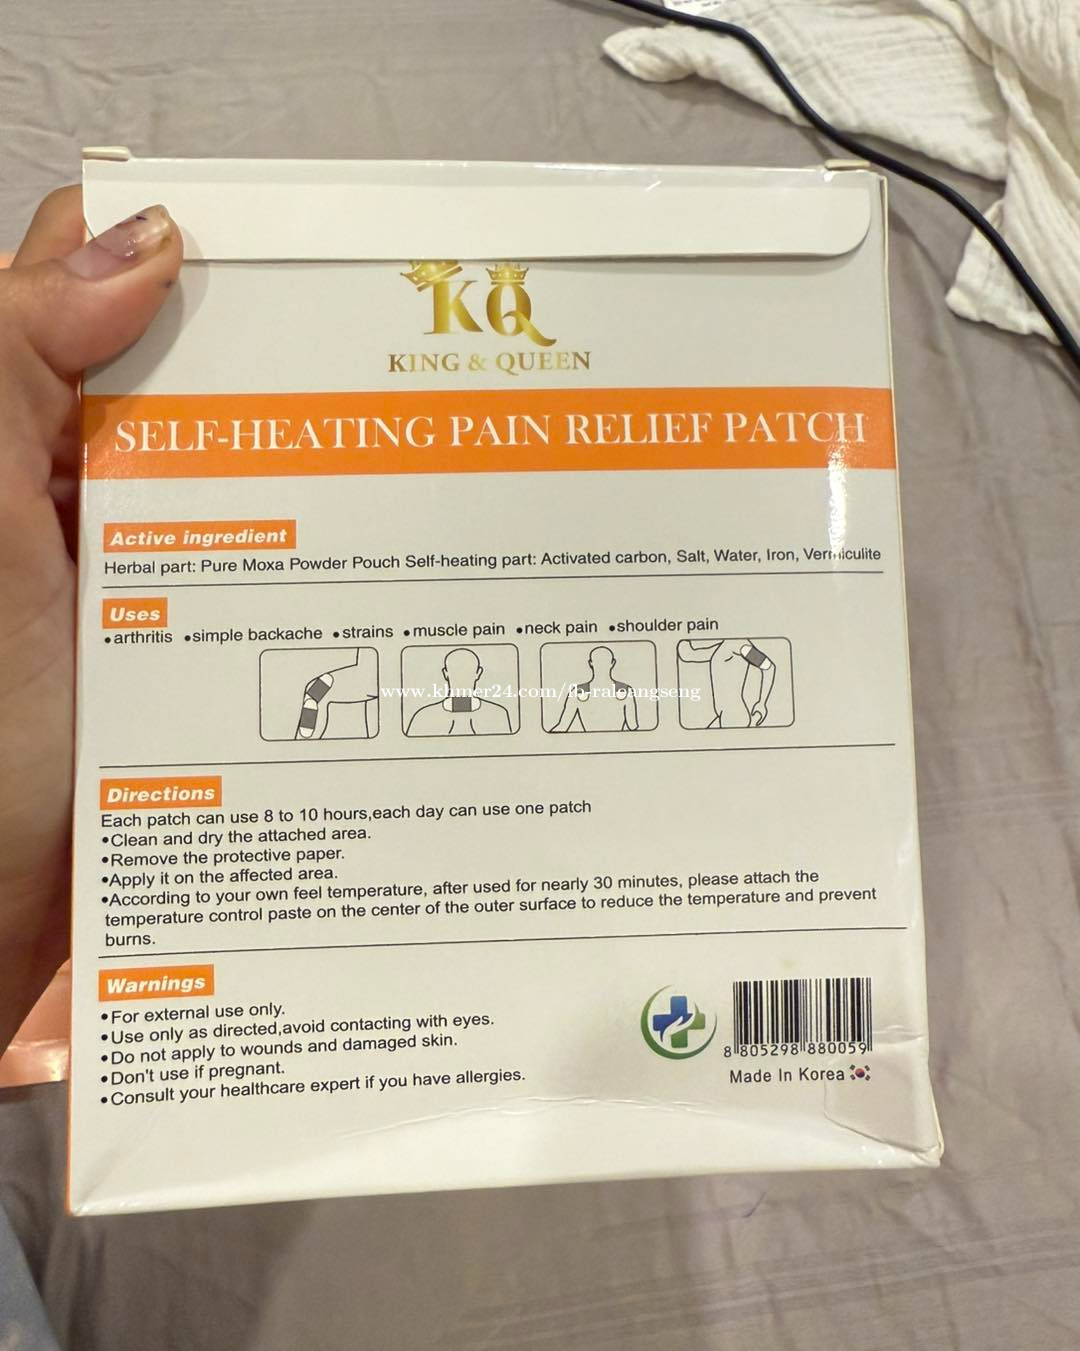 KQ
KING & QUEEN
SELF-HEATING PAIN RELIEF PATCH
Active ingredient
Herbal part: Pure Moxa Powder Pouch Self-heating part: Activated carbon, Salt, Water, Iron, Vermiculite
Uses
•arthritis •simple backache •strains •muscle pain •neck pain •shoulder pain
www.khmer24.com/fb-raloangseng
Directions
Each patch can use 8 to 10 hours,each day can use one patch
•Clean and dry the attached area.
•Remove the protective paper.
•Apply it on the affected area.
•According to your own feel temperature, after used for nearly 30 minutes, please attach the
temperature control paste on the center of the outer surface to reduce the temperature and prevent
burns.
Warnings
•For external use only.
•Use only as directed,avoid contacting with eyes.
•Do not apply to wounds and damaged skin.
•Don't use if pregnant.
•Consult your healthcare expert if you have allergies.
8 805298 880059
Made In Korea